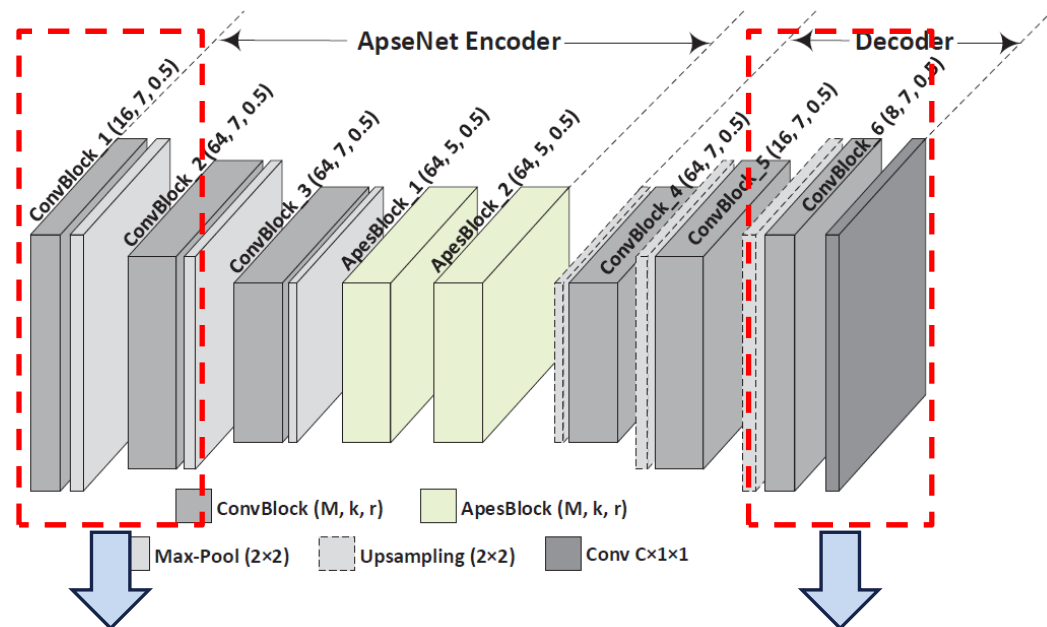 ApseNet Encoder
Decoder
ConvBlock_1 (16, 7, 0.5)
ConvBlock_2 (64, 7, 0.5)
ConvBlock_3 (64, 7, 0.5)
ApesBlock_1 (64, 5, 0.5)
ApesBlock_2 (64, 5, 0.5)
ConvBlock_4 (64, 7, 0.5)
ConvBlock_5 (16, 7, 0.5)
ConvBlock_6 (8, 7, 0.5)
ConvBlock (M, k, r)
ApesBlock (M, k, r)
Max-Pool (2×2)
Upsampling (2×2)
Conv C×1×1